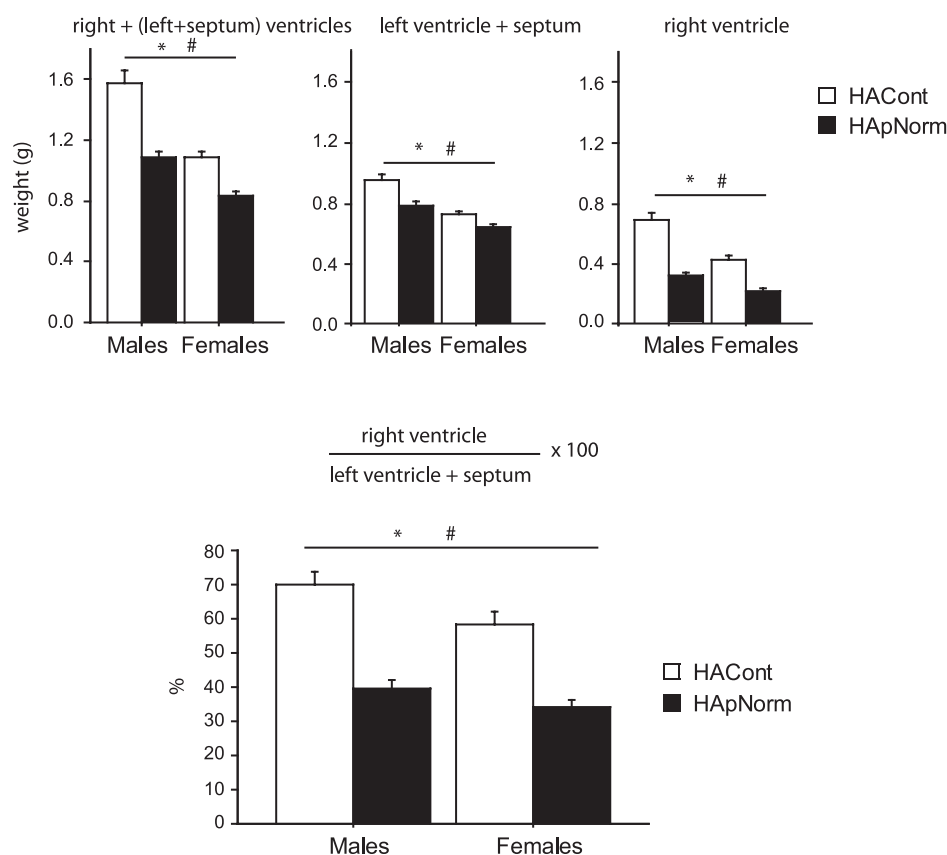 right + (left+septum) ventricles
left ventricle + septum
right ventricle
* #
* #
* #
weight (g)
1.6
1.2
0.8
0.4
0.0
1.6
1.2
0.8
0.4
0.0
1.6
1.2
0.8
0.4
0.0
HACont
HApNorm
Males Females
Males Females
Males Females
right ventricle
left ventricle + septum
x 100
* #
%
80
70
60
50
40
30
20
10
0
HACont
HApNorm
Males Females